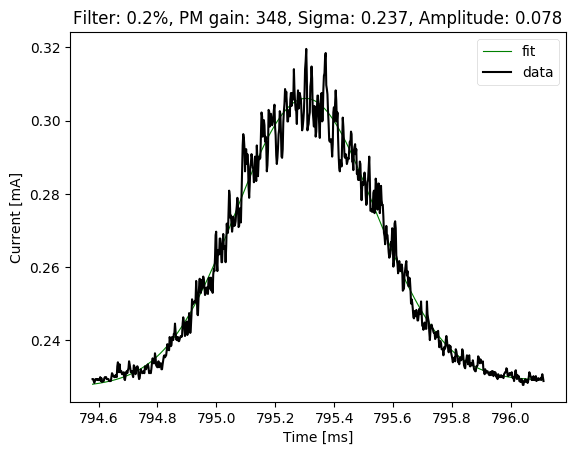 Filter: 0.2%, PM gain: 348, Sigma: 0.237, Amplitude: 0.078
fit
data
0.32
0.30
0.28
0.26
0.24
Current [mA]
794.6 794.8 795.0 795.2 795.4 795.6 795.8 796.0
Time [ms]